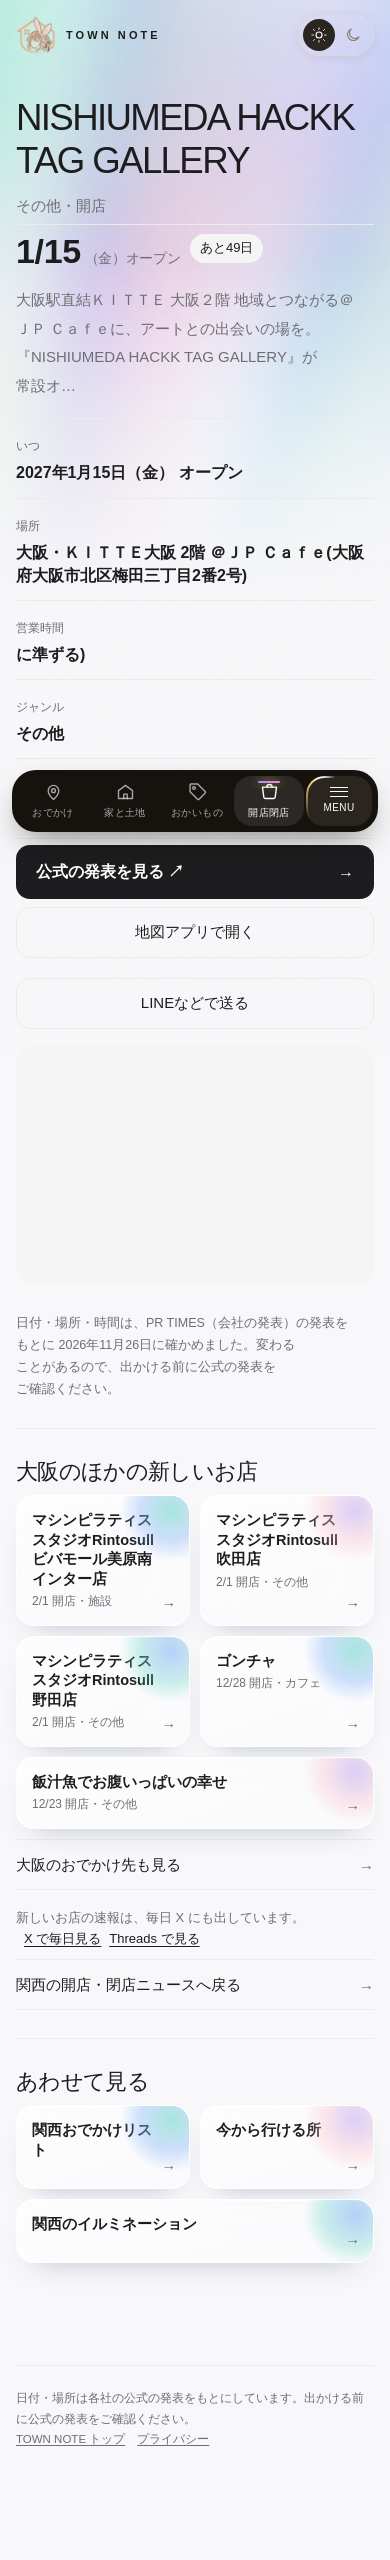 TOWN NOTE
NISHIUMEDA HACKK
TAG GALLERY
その他・開店
1/15（金）オープン あと49日
大阪駅直結ＫＩＴＴＥ 大阪２階 地域とつながる＠
ＪＰ Ｃａｆｅに、アートとの出会いの場を。
『NISHIUMEDA HACKK TAG GALLERY』が
常設オ…
いつ
2027年1月15日（金） オープン
場所
大阪・ＫＩＴＴＥ大阪 2階 ＠ＪＰ Ｃａｆｅ(大阪
府大阪市北区梅田三丁目2番2号)
営業時間
に準ずる)
ジャンル
その他
おでかけ 家と土地 おかいもの 開店閉店 MENU
公式の発表を見る ↗ →
地図アプリで開く
LINEなどで送る
日付・場所・時間は、PR TIMES（会社の発表）の発表を
もとに 2026年11月26日に確かめました。変わる
ことがあるので、出かける前に公式の発表を
ご確認ください。
大阪のほかの新しいお店
マシンピラティス
スタジオRintosull
ビバモール美原南
インター店
2/1 開店・施設 →
マシンピラティス
スタジオRintosull
吹田店
2/1 開店・その他
→
マシンピラティス
スタジオRintosull
野田店
2/1 開店・その他 →
ゴンチャ
12/28 開店・カフェ
→
飯汁魚でお腹いっぱいの幸せ
12/23 開店・その他 →
大阪のおでかけ先も見る →
新しいお店の速報は、毎日 X にも出しています。
X で毎日見る Threads で見る
関西の開店・閉店ニュースへ戻る →
あわせて見る
関西おでかけリス
ト
→
今から行ける所
→
関西のイルミネーション
→
日付・場所は各社の公式の発表をもとにしています。出かける前
に公式の発表をご確認ください。
TOWN NOTE トップ プライバシー